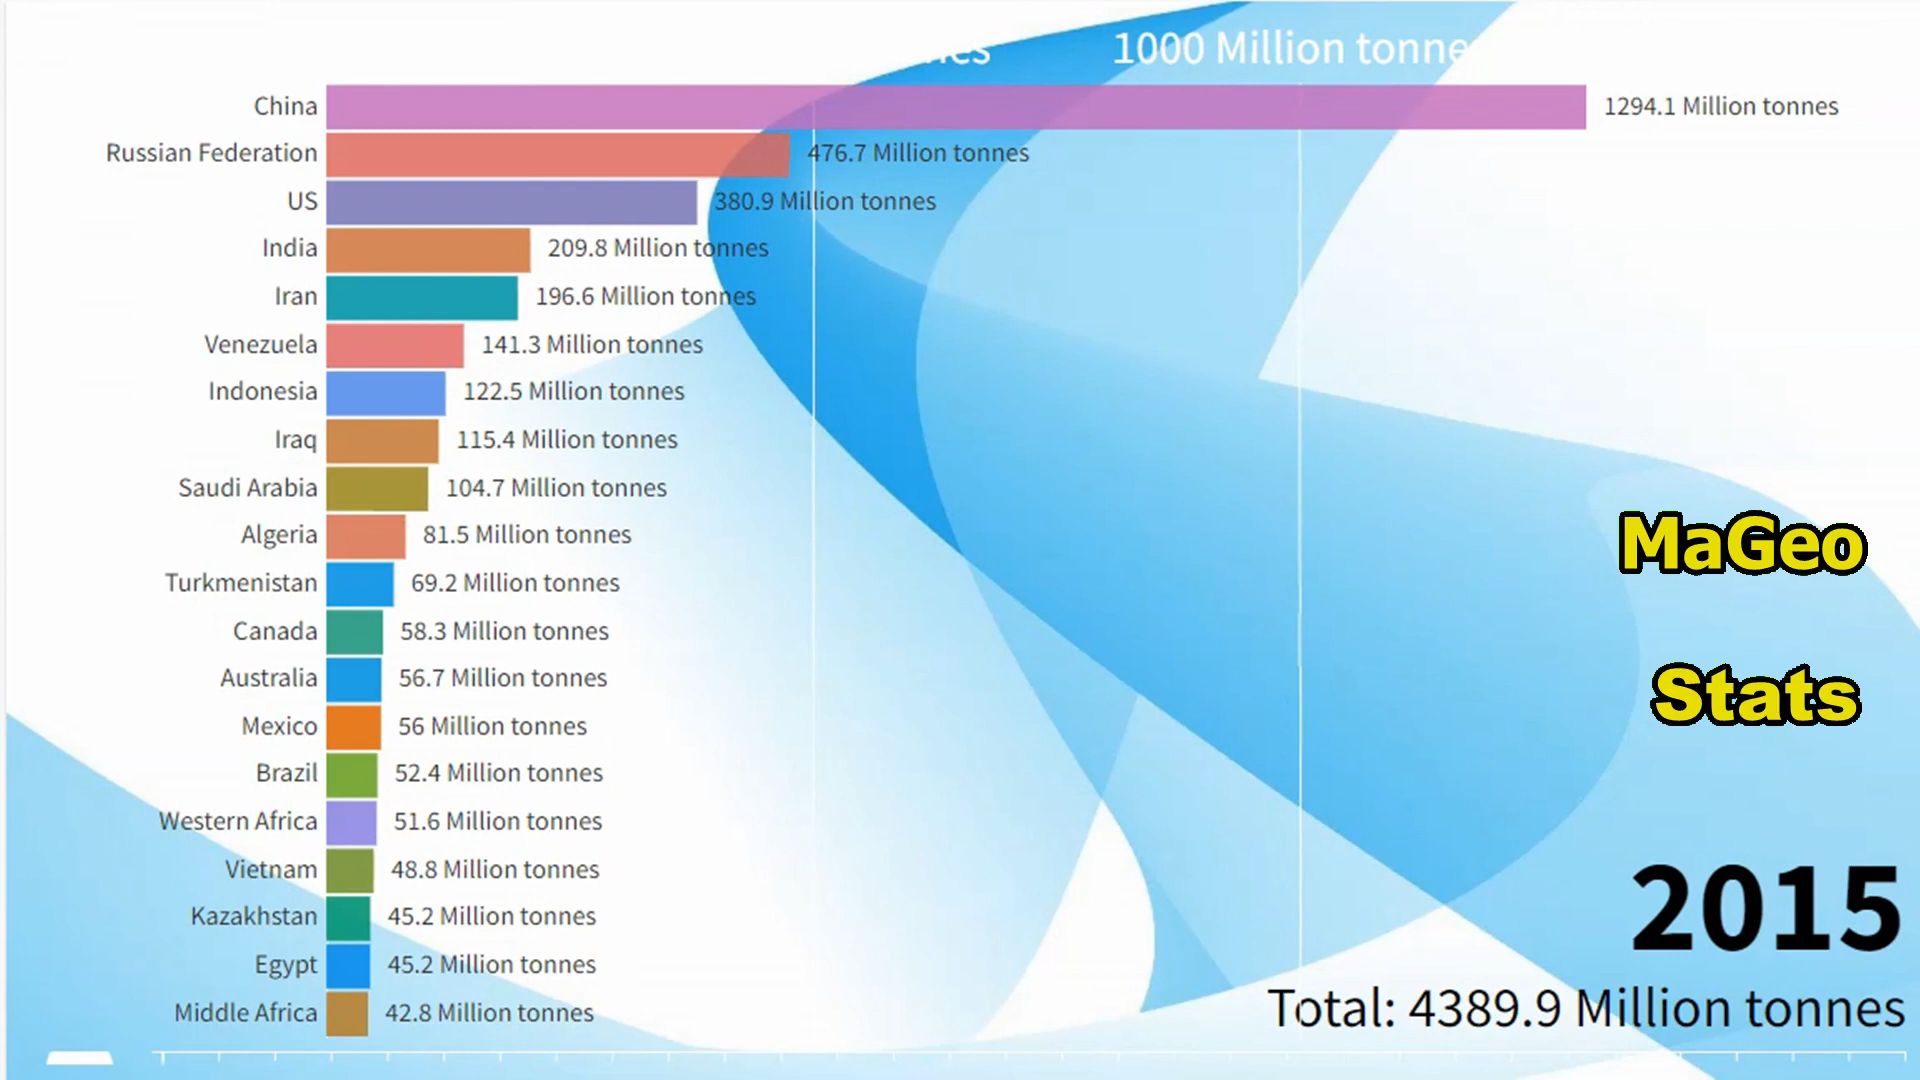 1000 Million tonne
China 1294.1 Million tonnes
Russian Federation 476.7 Million tonnes
US 380.9 Million tonnes
India 209.8 Million tonnes
Iran 196.6 Million tonnes
Venezuela 141.3 Million tonnes
Indonesia 122.5 Million tonnes
Iraq 115.4 Million tonnes
Saudi Arabia 104.7 Million tonnes
Algeria 81.5 Million tonnes
Turkmenistan 69.2 Million tonnes
Canada 58.3 Million tonnes
Australia 56.7 Million tonnes
Mexico 56 Million tonnes
Brazil 52.4 Million tonnes
Western Africa 51.6 Million tonnes
Vietnam 48.8 Million tonnes
Kazakhstan 45.2 Million tonnes
Egypt 45.2 Million tonnes
Middle Africa 42.8 Million tonnes
MaGeo
Stats
2015
Total: 4389.9 Million tonnes